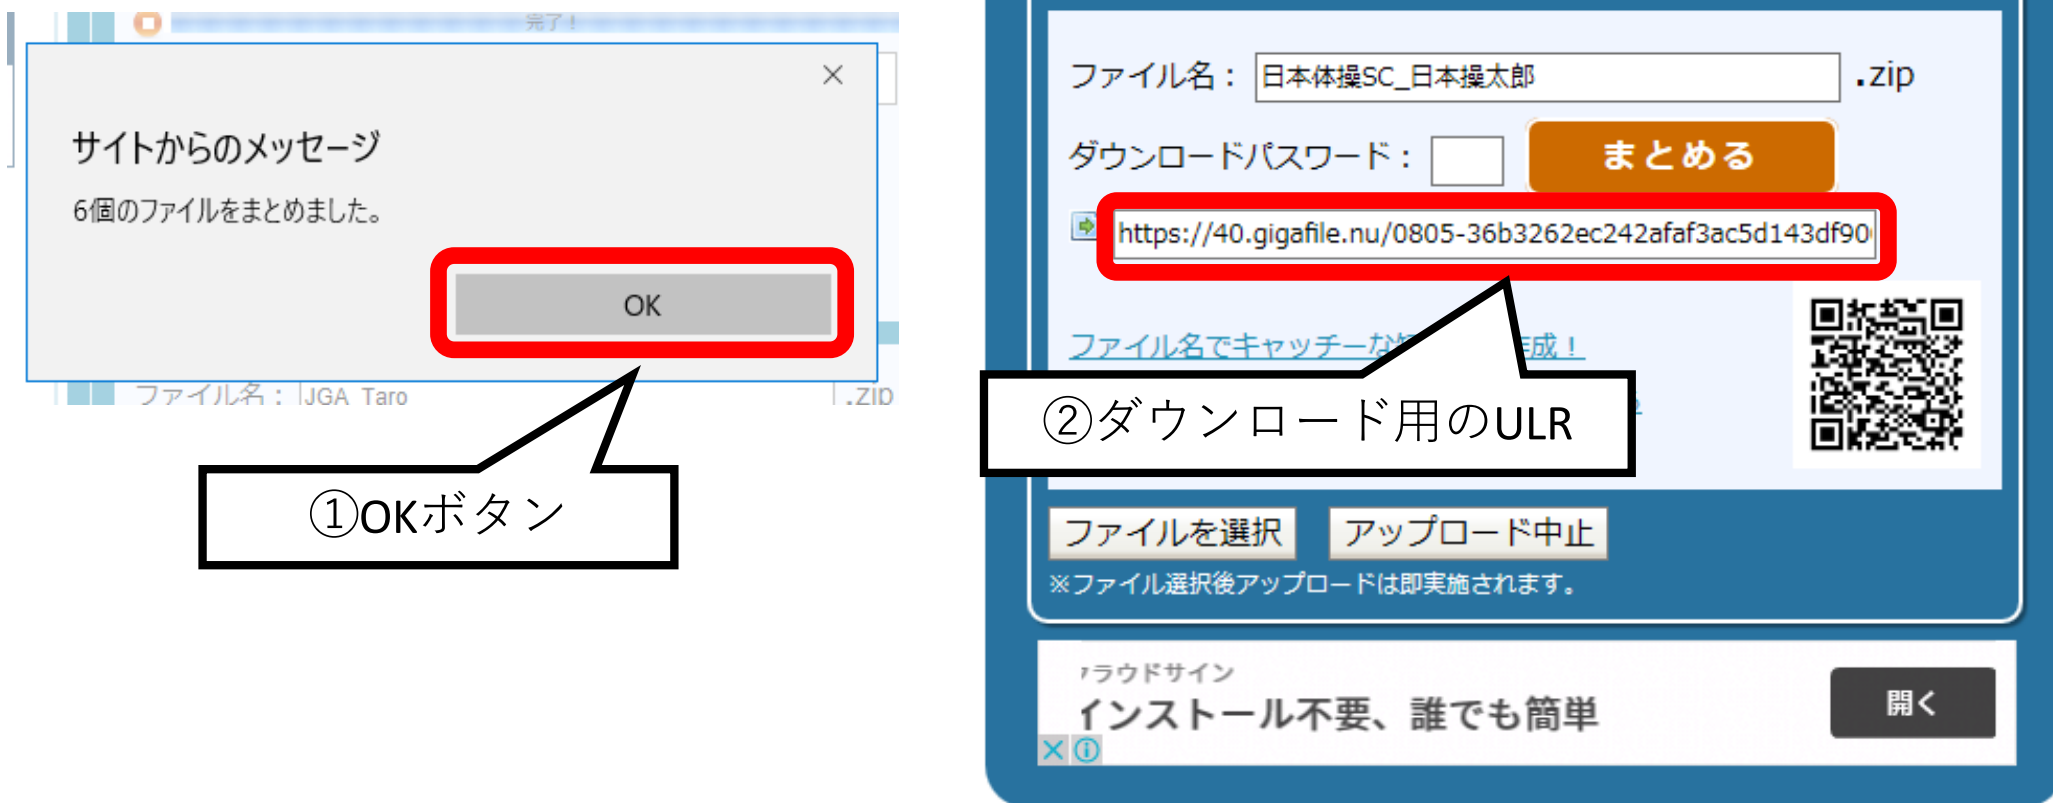 完了！
サイトからのメッセージ
6個のファイルをまとめました。
OK
ファイル名： JGA_Taro .zip
①OKボタン
ファイル名： 日本体操SC_日本操太郎 .zip
ダウンロードパスワード： まとめる
https://40.gigafile.nu/0805-36b3262ec242afaf3ac5d143df90
ファイル名でキャッチーな
成！
②ダウンロード用のULR
ファイルを選択 アップロード中止
※ファイル選択後アップロードは即実施されます。
ラウドサイン
インストール不要、誰でも簡単
開く